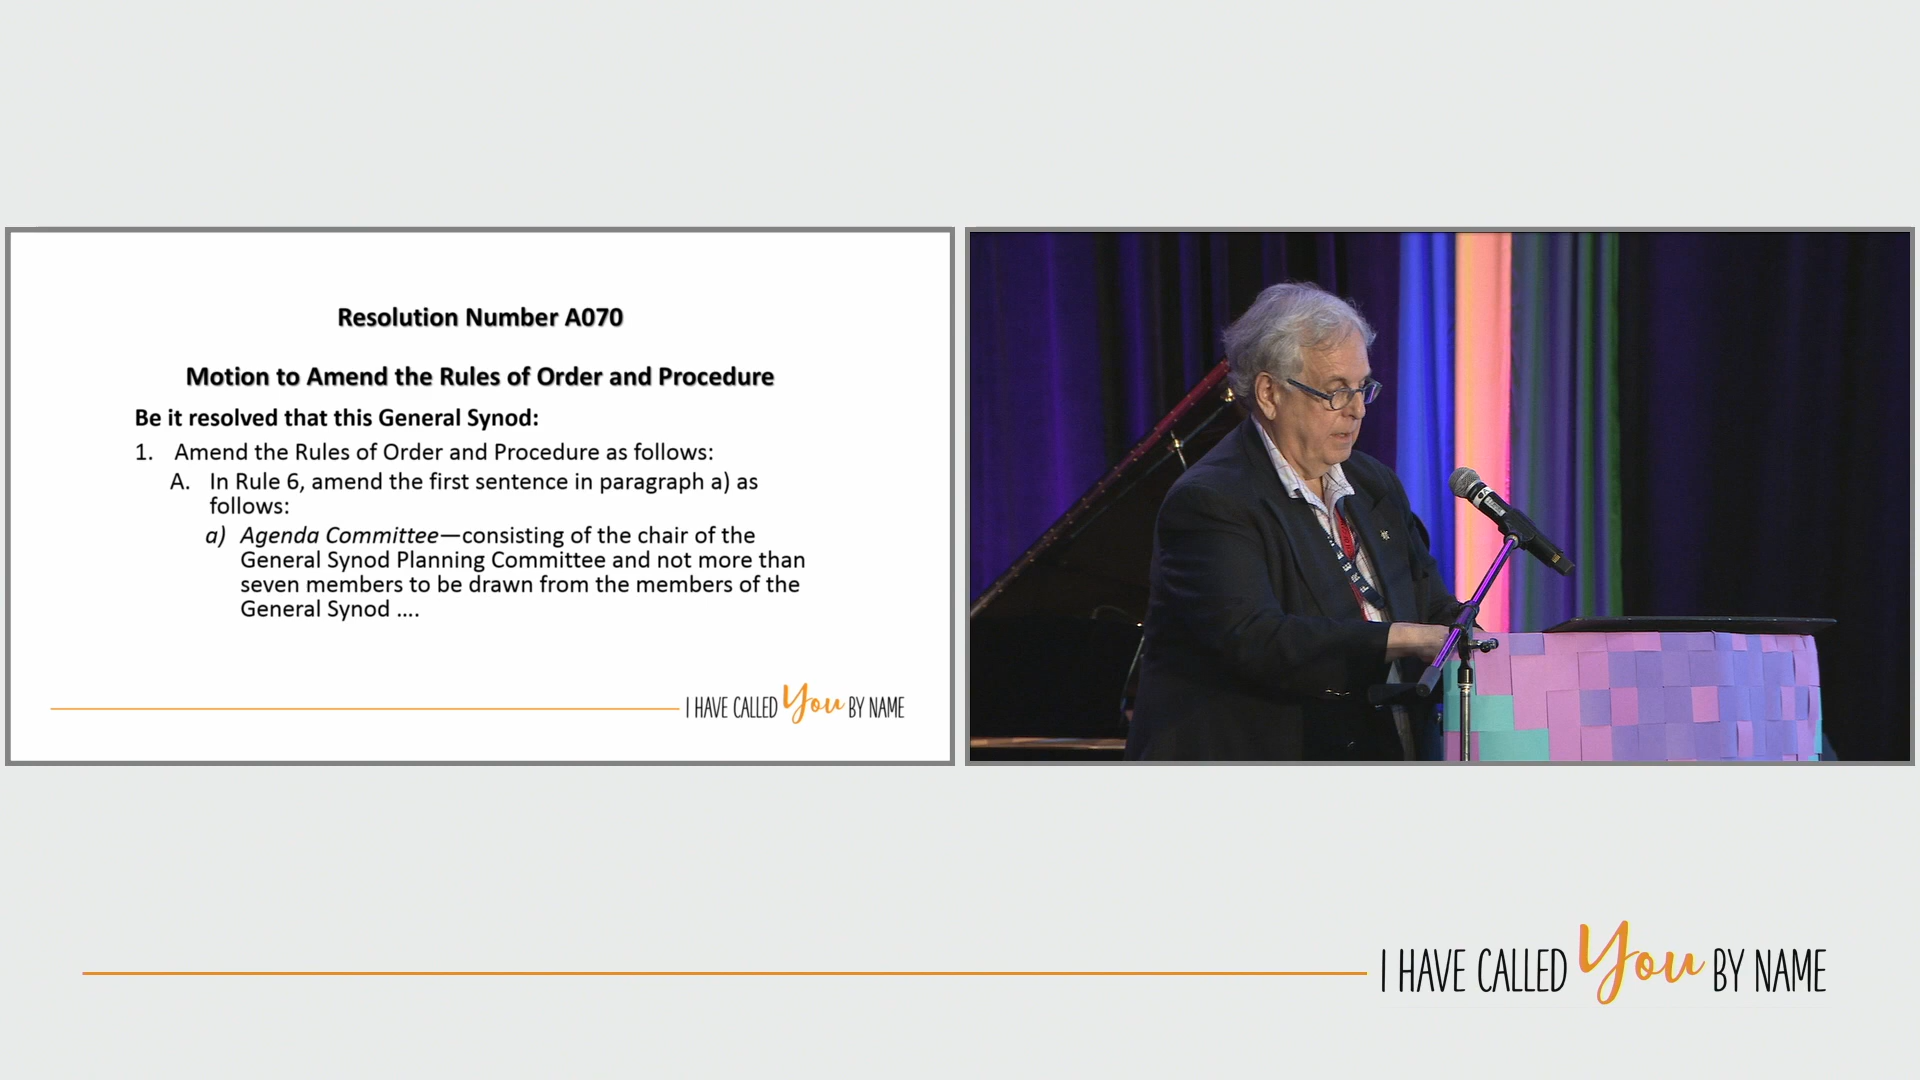 Resolution Number A070
Motion to Amend the Rules of Order and Procedure
Be it resolved that this General Synod:
1. Amend the Rules of Order and Procedure as follows:
A. In Rule 6, amend the first sentence in paragraph a) as
follows:
a) Agenda Committee—consisting of the chair of the
General Synod Planning Committee and not more than
seven members to be drawn from the members of the
General Synod ....
I HAVE CALLED You BY NAME
I HAVE CALLED You BY NAME